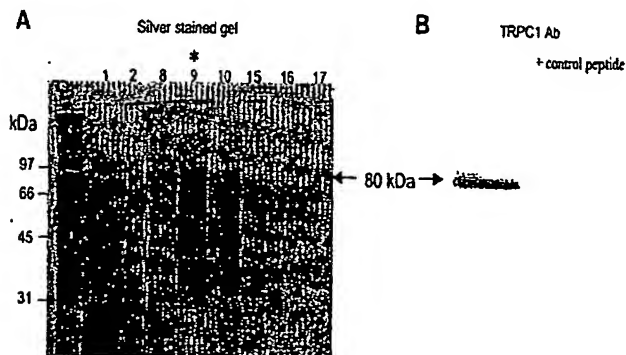 A
Silver stained gel
*
1 2 8 9 10 15 16 17
kDa
97
66
45
31
80 kDa
B
TRPC1 Ab
+ control peptide